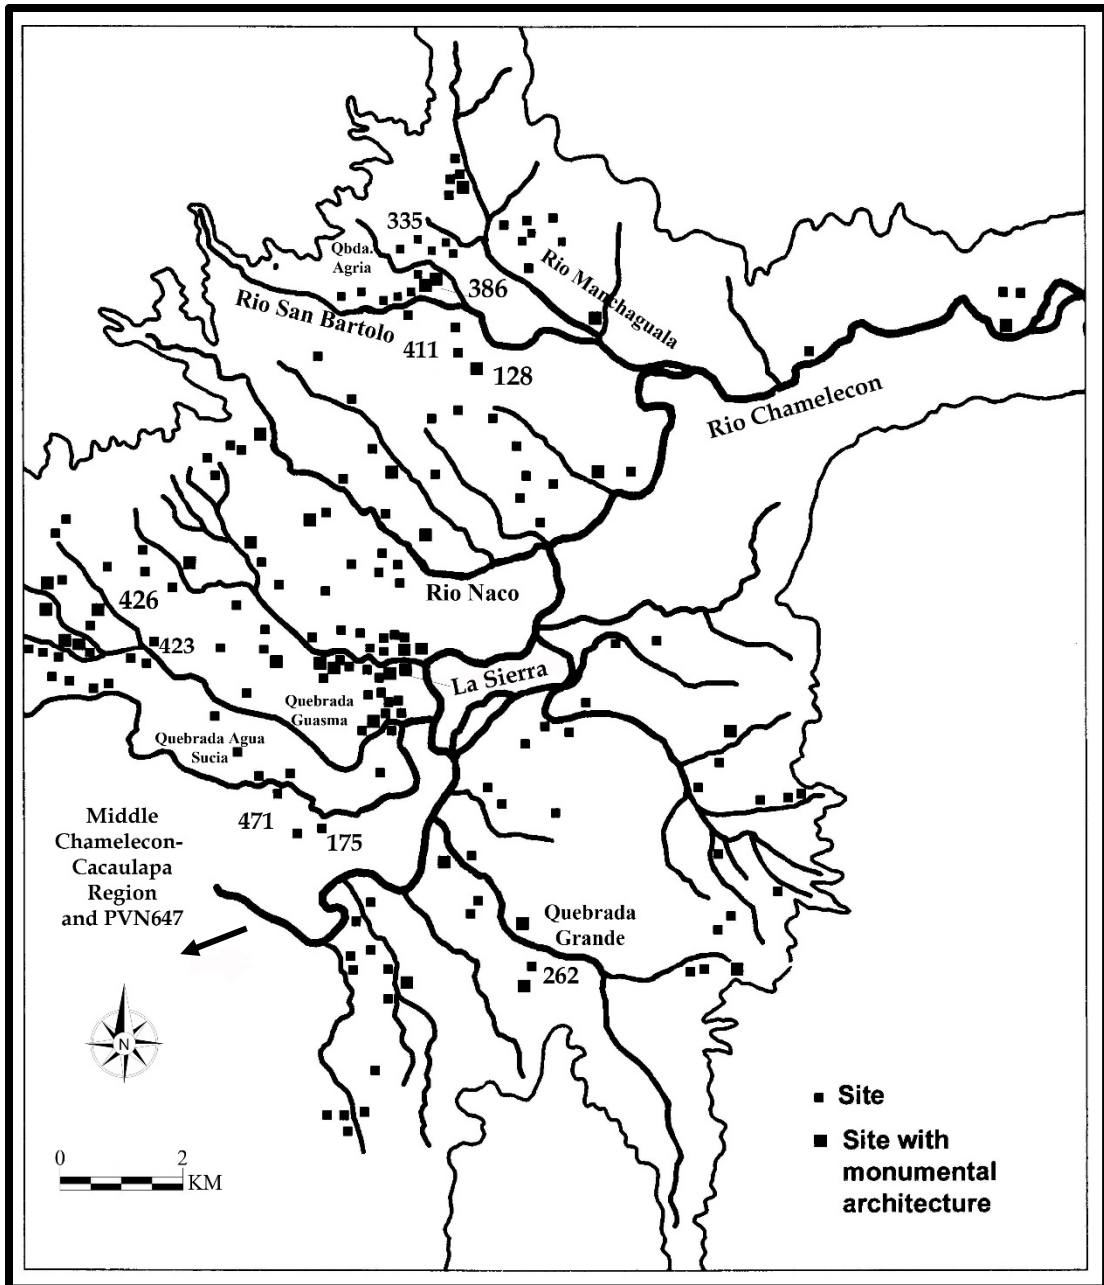 335
Qbda.
Agria
386
Rio Manchaguala
Rio San Bartolo
411
128
Rio Chamelecon
426
Rio Naco
423
La Sierra
Quebrada
Guasma
Quebrada Agua
Sucia
471
175
Middle
Chamelecon-
Cacaulapa
Region
and PVN647
Quebrada
Grande
262
N
Site
Site with
monumental
architecture
0 2
KM